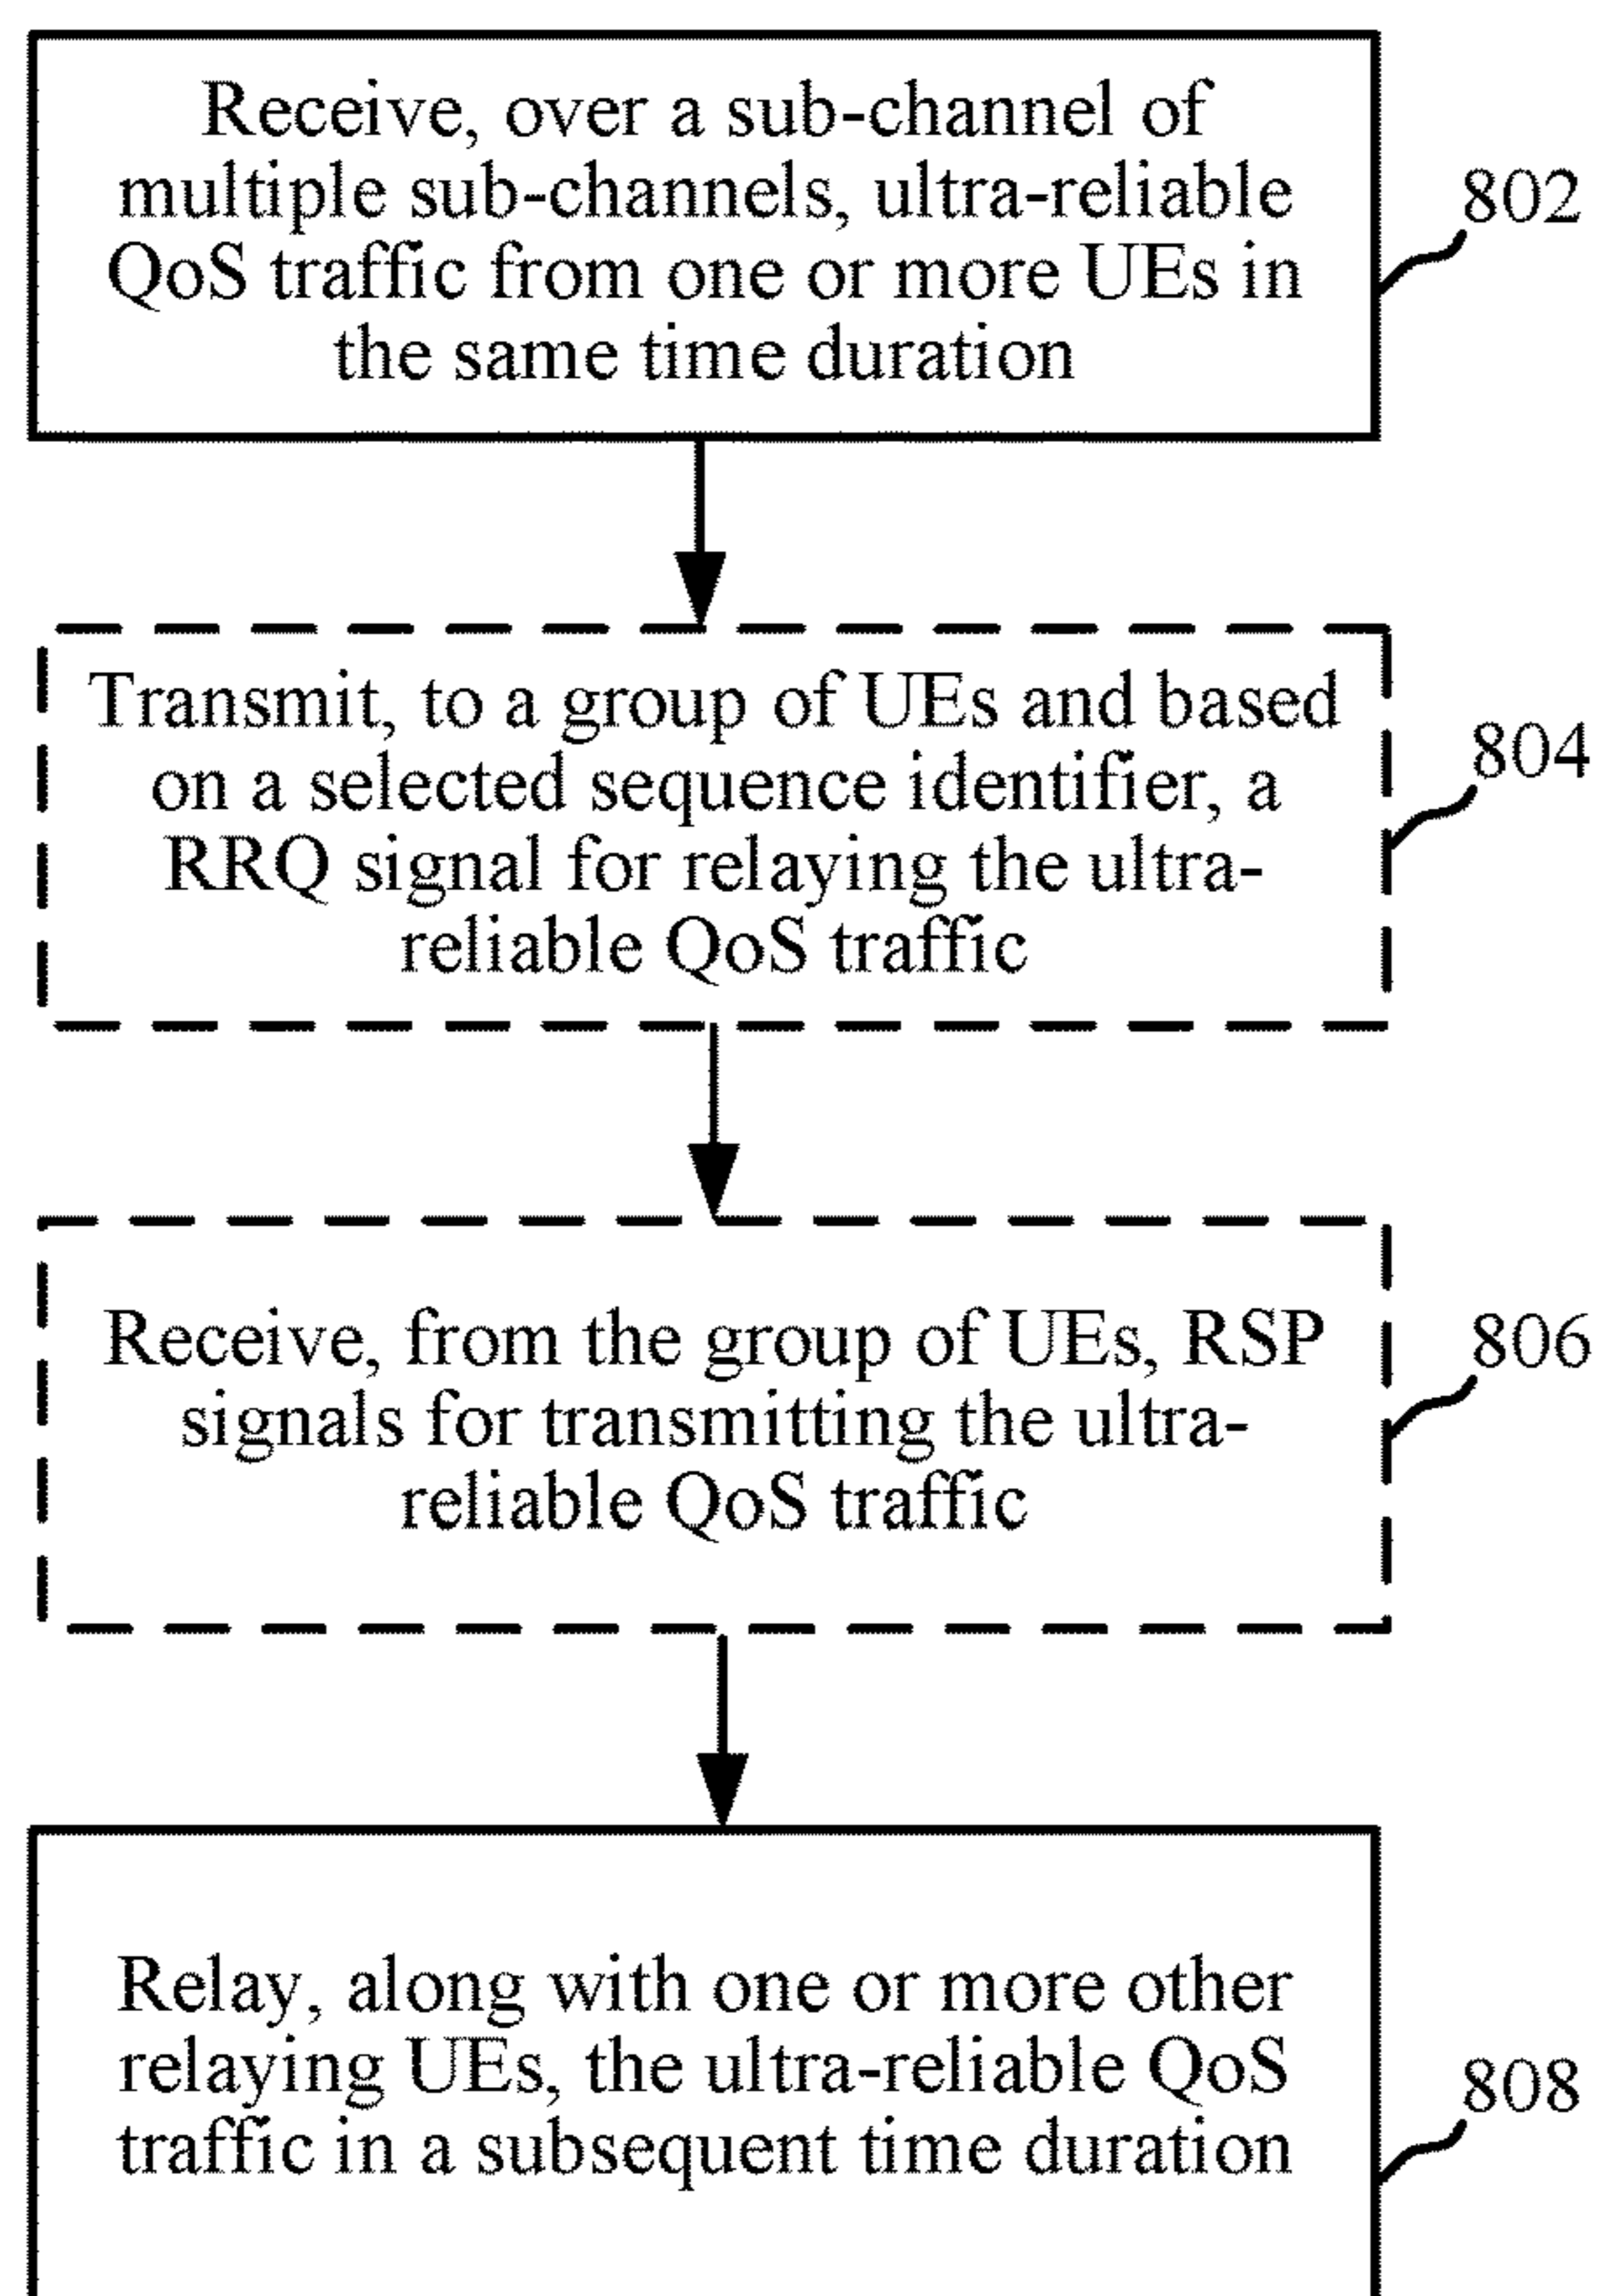 Receive, over a sub-channel of
multiple sub-channels, ultra-reliable
QoS traffic from one or more UEs in
the same time duration
802
Transmit, to a group of UEs and based
on a selected sequence identifier, a
RRQ signal for relaying the ultra-
reliable QoS traffic
804
Receive, from the group of UEs, RSP
signals for transmitting the ultra-
reliable QoS traffic
806
Relay, along with one or more other
relaying UEs, the ultra-reliable QoS
traffic in a subsequent time duration
808